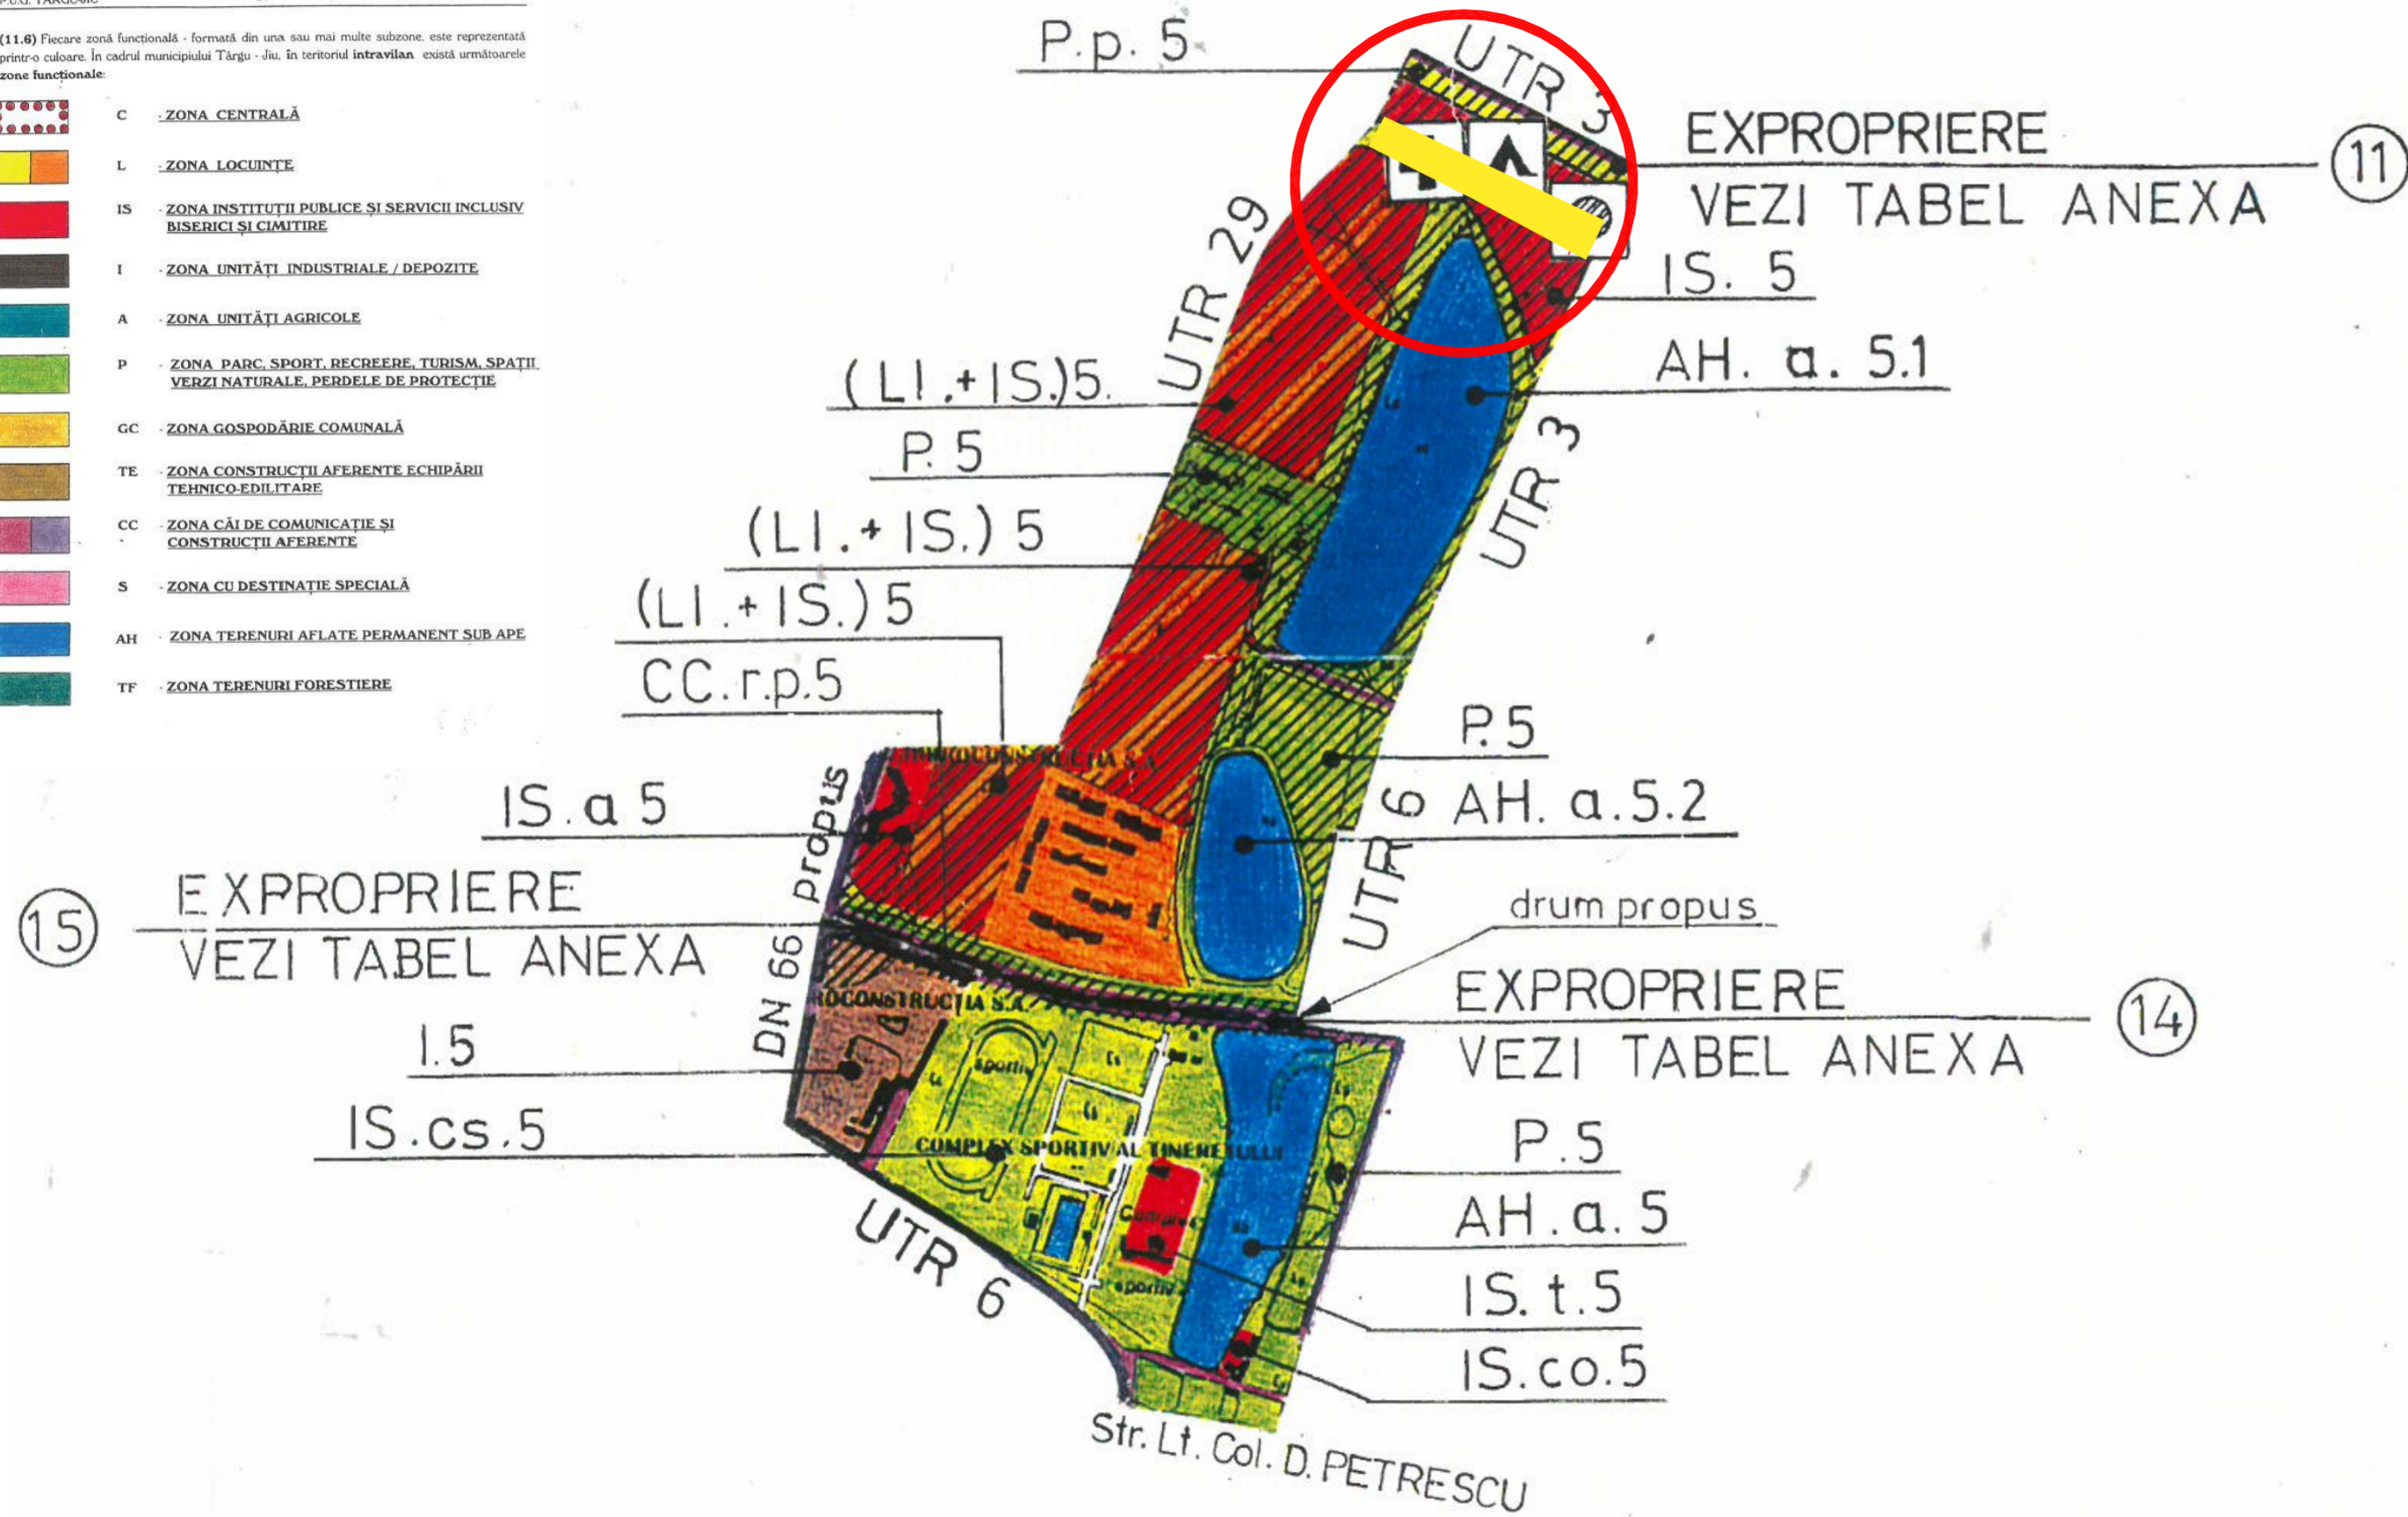 P.U.G. TÂRGU-JIU
(11.6) Fiecare zonă funcțională - formată din una sau mai multe subzone, este reprezentată
printr-o culoare. În cadrul municipiului Târgu - Jiu, în teritoriul intravilan există următoarele
zone funcționale:
C - ZONA CENTRALĂ
L - ZONA LOCUINȚE
IS - ZONA INSTITUȚII PUBLICE ȘI SERVICII INCLUSIV
BISERICI ȘI CIMITIRE
I - ZONA UNITĂȚI INDUSTRIALE / DEPOZITE
A - ZONA UNITĂȚI AGRICOLE
P - ZONA PARC, SPORT, RECREERE, TURISM, SPAȚII
VERZI NATURALE, PERDELE DE PROTECȚIE
GC - ZONA GOSPODĂRIE COMUNALĂ
TE - ZONA CONSTRUCȚII AFERENTE ECHIPĂRII
TEHNICO-EDILITARE
CC - ZONA CĂI DE COMUNICAȚIE ȘI
CONSTRUCȚII AFERENTE
S - ZONA CU DESTINAȚIE SPECIALĂ
AH - ZONA TERENURI AFLATE PERMANENT SUB APE
TF - ZONA TERENURI FORESTIERE
P.p. 5
UTR 3
EXPROPRIERE
VEZI TABEL ANEXA
11
UTR 29
IS. 5
AH. a. 5.1
(LI.+IS.)5.
P. 5
UTR 3
(LI.+ IS.) 5
(LI.+IS.) 5
CC.r.p.5
P.5
IS.a 5
propus
UTR 6
AH. a.5.2
15
EXPROPRIERE
VEZI TABEL ANEXA
DN 66
drum propus
ROCONSTRUCȚIA S.A.
EXPROPRIERE
VEZI TABEL ANEXA
14
I.5
sportiv
IS.cs.5
COMPLEX SPORTIV AL TINERETULUI
P.5
AH.a.5
UTR 6
sportiv
IS.t.5
IS.co.5
Str. Lt. Col. D. PETRESCU